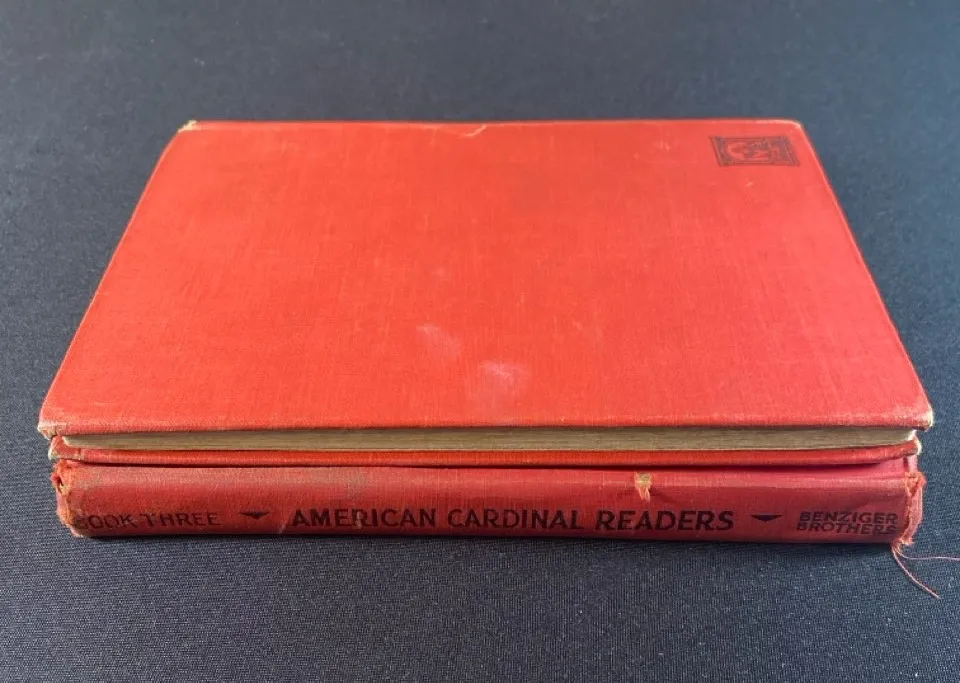 BOOK THREE
AMERICAN CARDINAL READERS
BENZIGER
BROTHERS